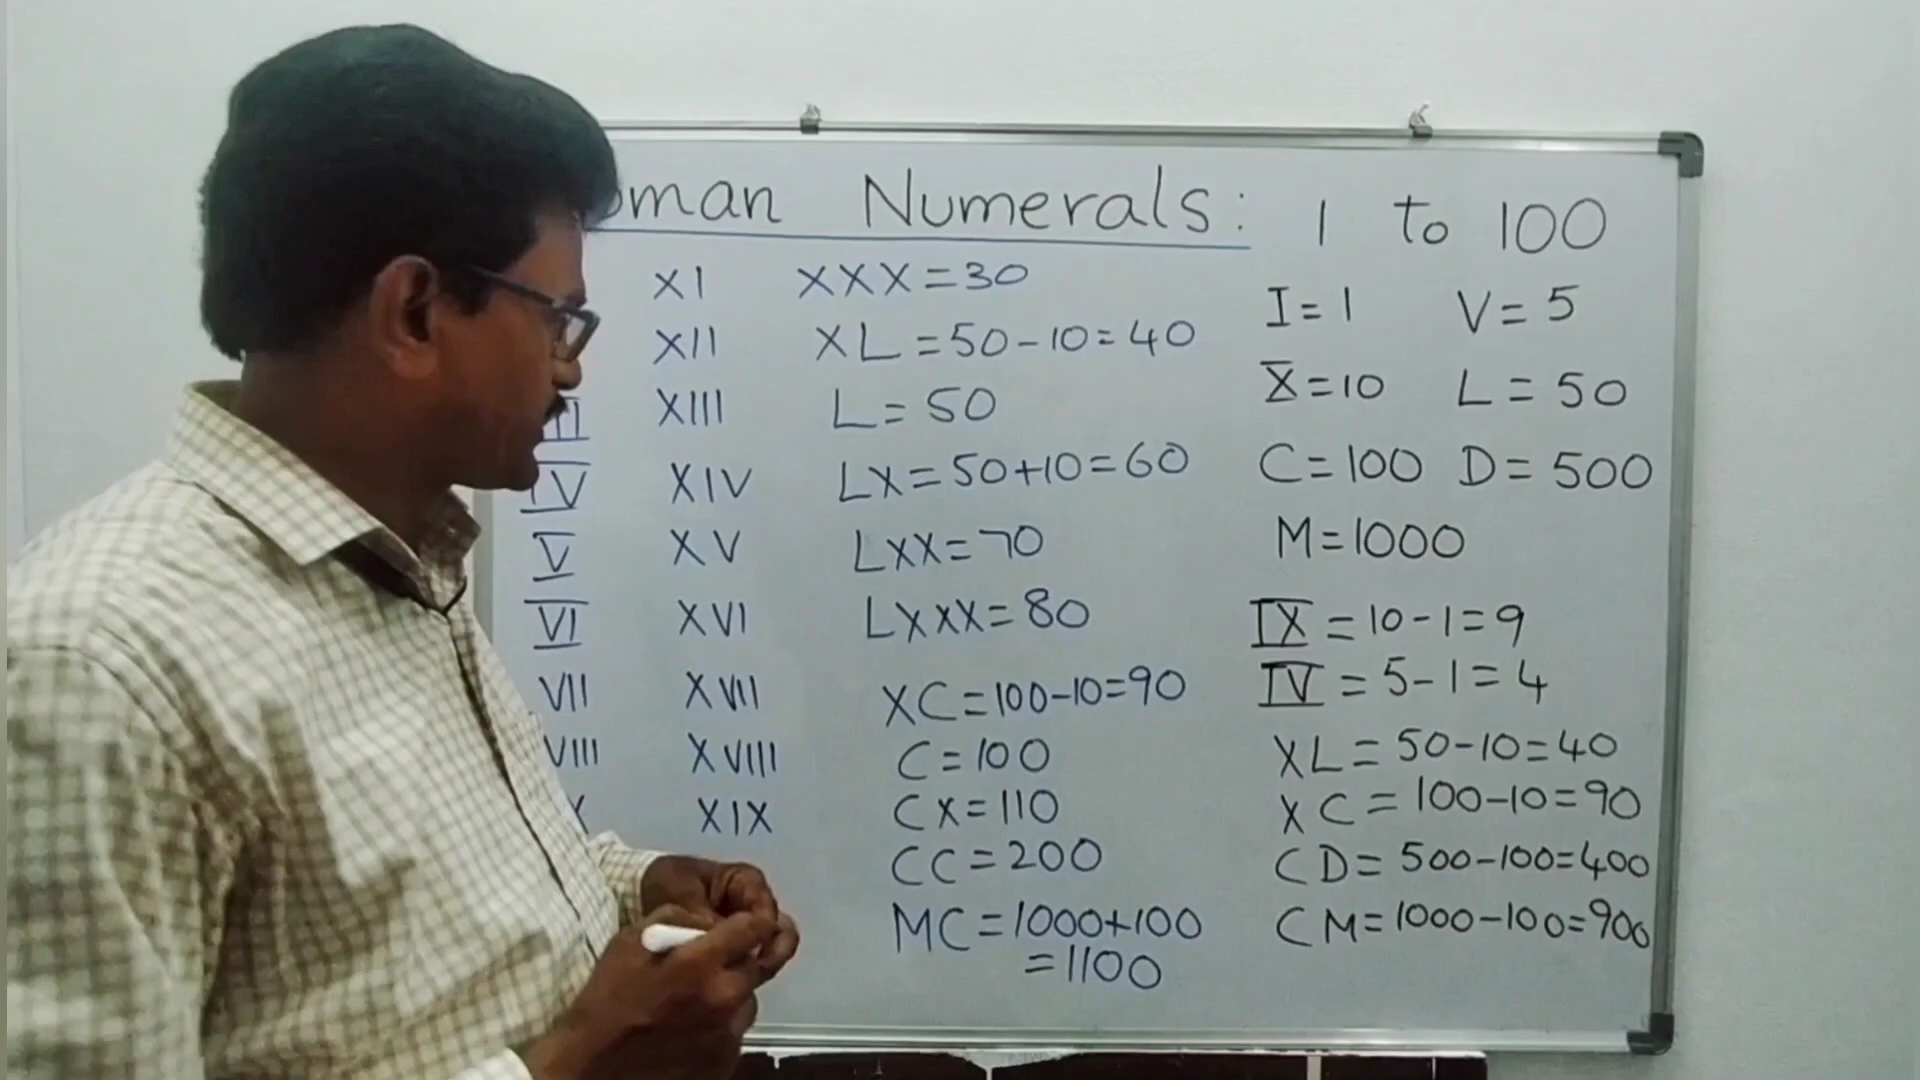 oman Numerals: 1 to 100
XI XXX=30 I=1 V=5
XII XL=50-10=40 X=10 L=50
XIII L=50 C=100 D=500
IV XIV LX=50+10=60 M=1000
V XV LXX=70
VI XVI LXXX=80 IX=10-1=9
VII XVII XC=100-10=90 IV=5-1=4
VIII XVIII C=100 XL=50-10=40
X XIX CX=110 XC=100-10=90
CC=200 CD=500-100=400
MC=1000+100 CM=1000-100=900
=1100